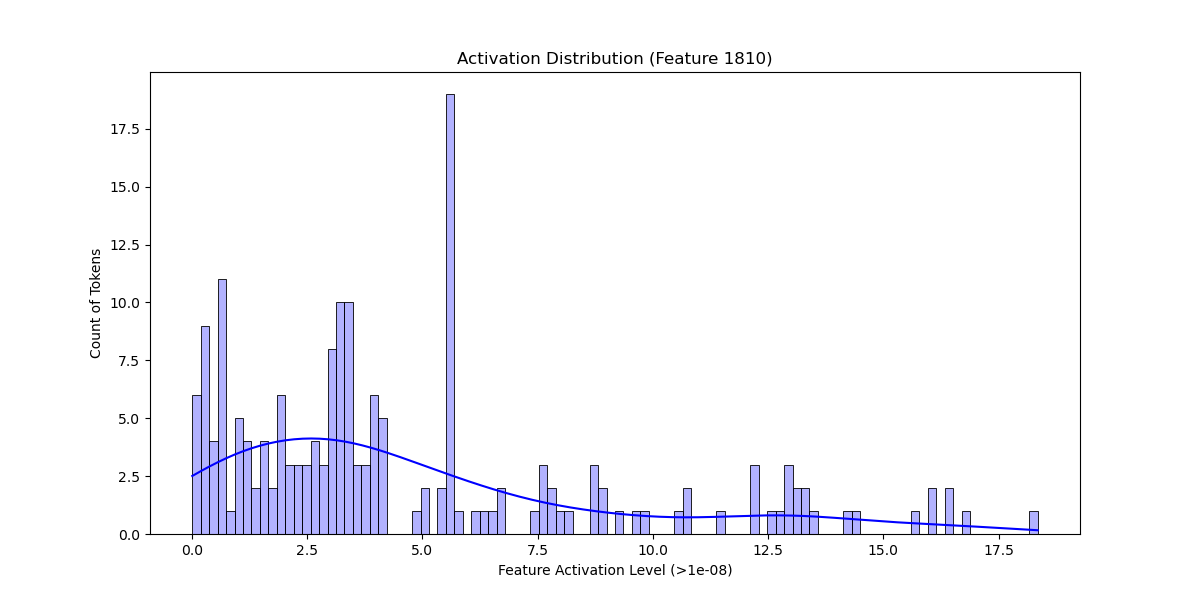 Activation Distribution (Feature 1810)
17.5
15.0
12.5
10.0
7.5
5.0
2.5
0.0
Count of Tokens
0.0 2.5 5.0 7.5 10.0 12.5 15.0 17.5
Feature Activation Level (>1e-08)